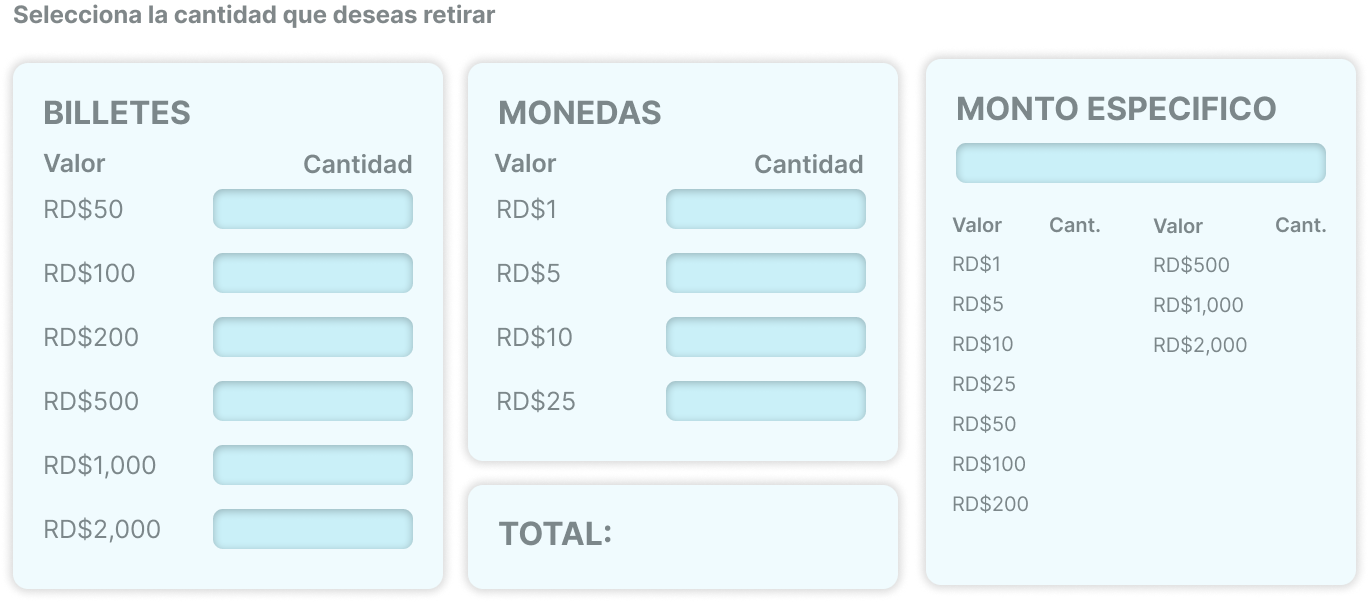 Selecciona la cantidad que deseas retirar
BILLETES
Valor Cantidad
RD$50
RD$100
RD$200
RD$500
RD$1,000
RD$2,000
MONEDAS
Valor Cantidad
RD$1
RD$5
RD$10
RD$25
TOTAL:
MONTO ESPECIFICO
Valor Cant. Valor Cant.
RD$1 RD$500
RD$5 RD$1,000
RD$10 RD$2,000
RD$25
RD$50
RD$100
RD$200